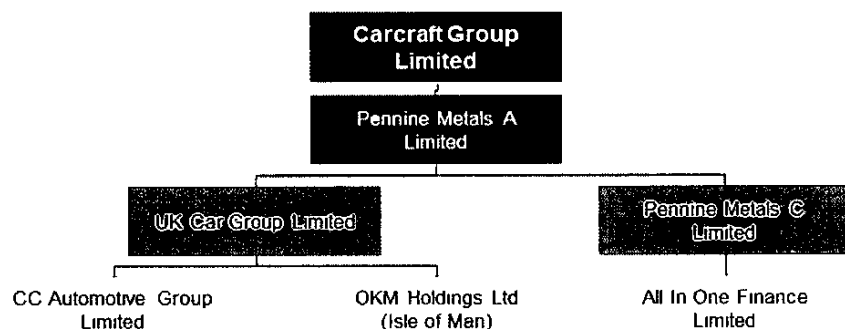 Carcraft Group
Limited
Pennine Metals A
Limited
UK Car Group Limited
Pennine Metals C
Limited
CC Automotive Group
Limited
OKM Holdings Ltd
(Isle of Man)
All In One Finance
Limited